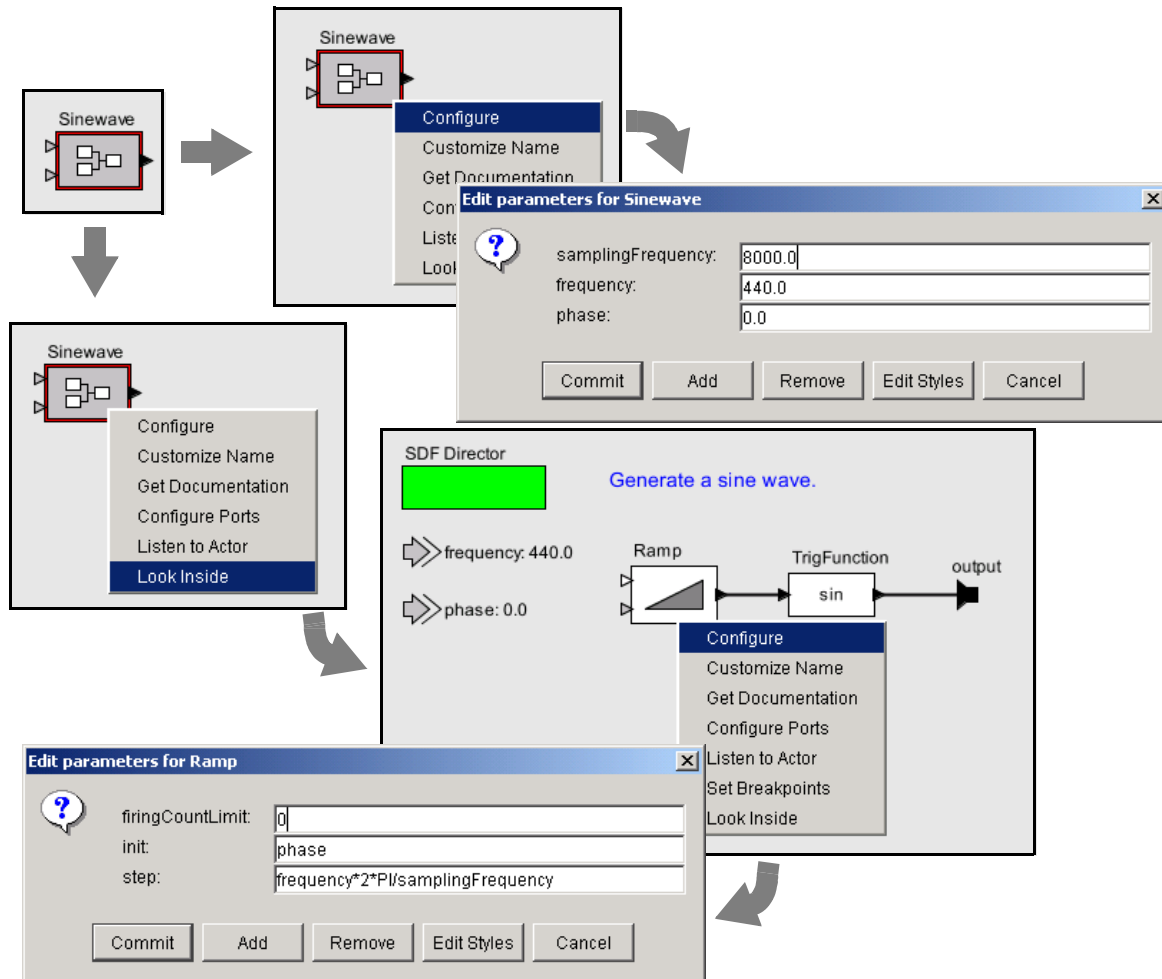 Sinewave
Sinewave
Configure
Customize Name
Get Documentation
Con
Liste
Look
Edit parameters for Sinewave
samplingFrequency: 8000.0
frequency: 440.0
phase: 0.0
Commit Add Remove Edit Styles Cancel
Sinewave
Configure
Customize Name
Get Documentation
Configure Ports
Listen to Actor
Look Inside
SDF Director
Generate a sine wave.
frequency: 440.0
phase: 0.0
Ramp
TrigFunction
sin
output
Configure
Customize Name
Get Documentation
Configure Ports
Listen to Actor
Set Breakpoints
Look Inside
Edit parameters for Ramp
firingCountLimit: 0
init: phase
step: frequency*2*PI/samplingFrequency
Commit Add Remove Edit Styles Cancel